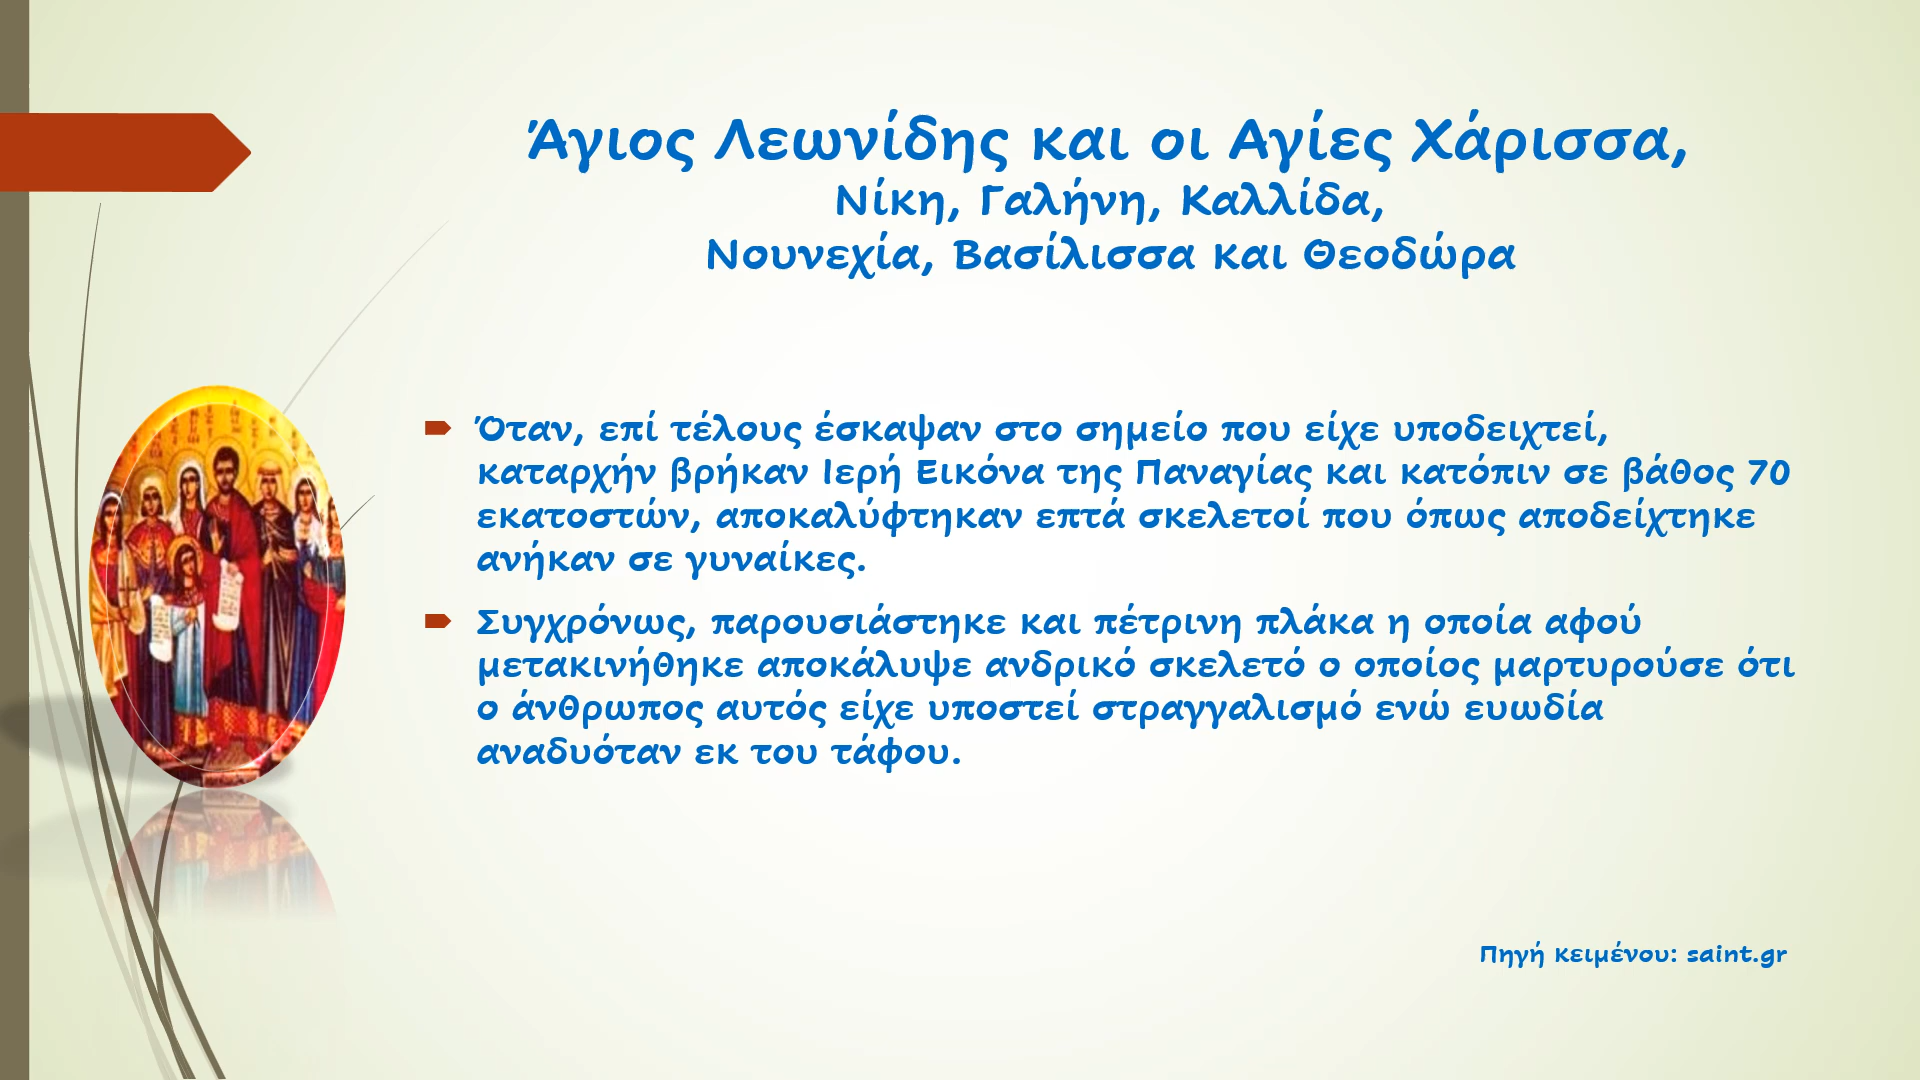 Άγιος Λεωνίδης και οι Αγίες Χάρισσα,
Νίκη, Γαλήνη, Καλλίδα,
Νουνεχία, Βασίλισσα και Θεοδώρα
Όταν, επί τέλους έσκαψαν στο σημείο που είχε υποδειχτεί,
καταρχήν βρήκαν Ιερή Εικόνα της Παναγίας και κατόπιν σε βάθος 70
εκατοστών, αποκαλύφτηκαν επτά σκελετοί που όπως αποδείχτηκε
ανήκαν σε γυναίκες.
Συγχρόνως, παρουσιάστηκε και πέτρινη πλάκα η οποία αφού
μετακινήθηκε αποκάλυψε ανδρικό σκελετό ο οποίος μαρτυρούσε ότι
ο άνθρωπος αυτός είχε υποστεί στραγγαλισμό ενώ ευωδία
αναδυόταν εκ του τάφου.
Πηγή κειμένου: saint.gr